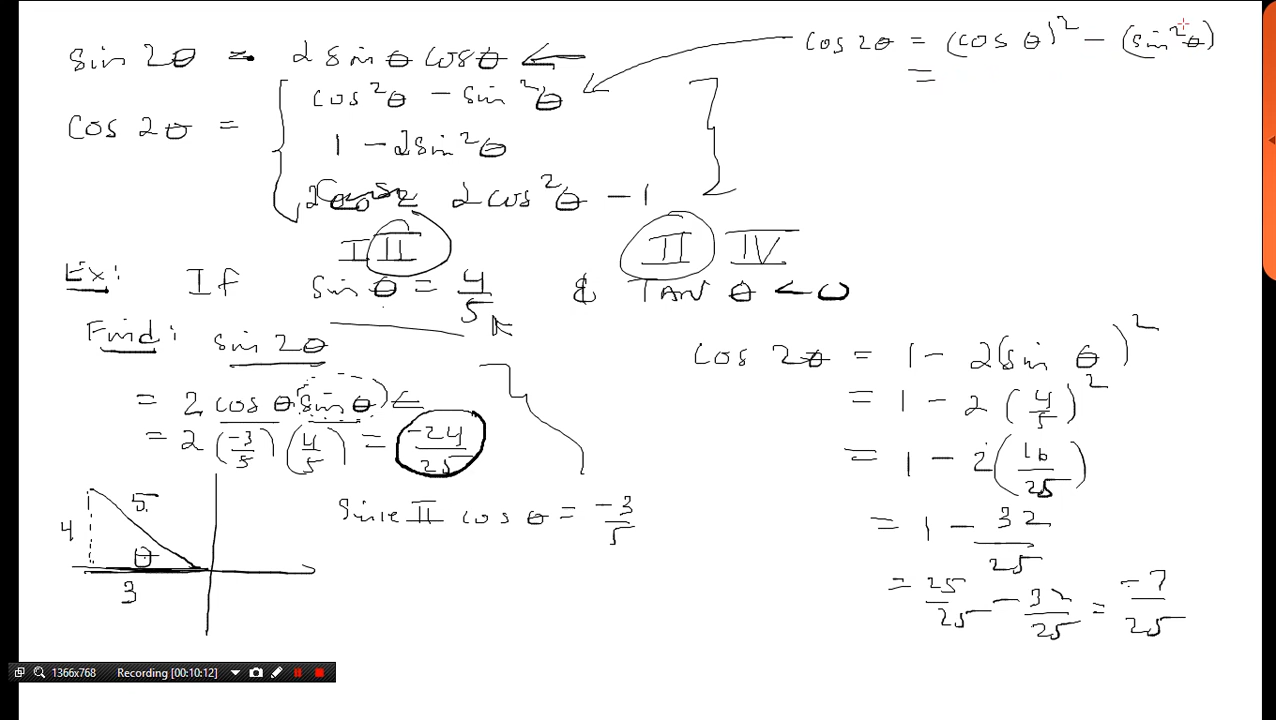 sin 2θ = 2 sin θ cos θ ←
cos 2θ =
cos²θ - sin²θ
1 - 2sin²θ
2cos²θ - 1
cos 2θ = (cos θ)² - (sin²θ)
=
I II
II IV
Ex: If sin θ = 4/5 & TAN θ < 0
Find: sin 2θ
= 2 cos θ sin θ ←
= 2 (-3/5) (4/5) = -24/25
4
5
θ
3
Since II cos θ = -3/5
cos 2θ = 1 - 2(sin θ)²
= 1 - 2 (4/5)²
= 1 - 2 (16/25)
= 1 - 32/25
= 25/25 - 32/25 = -7/25
1366x768 Recording [00:10:12]